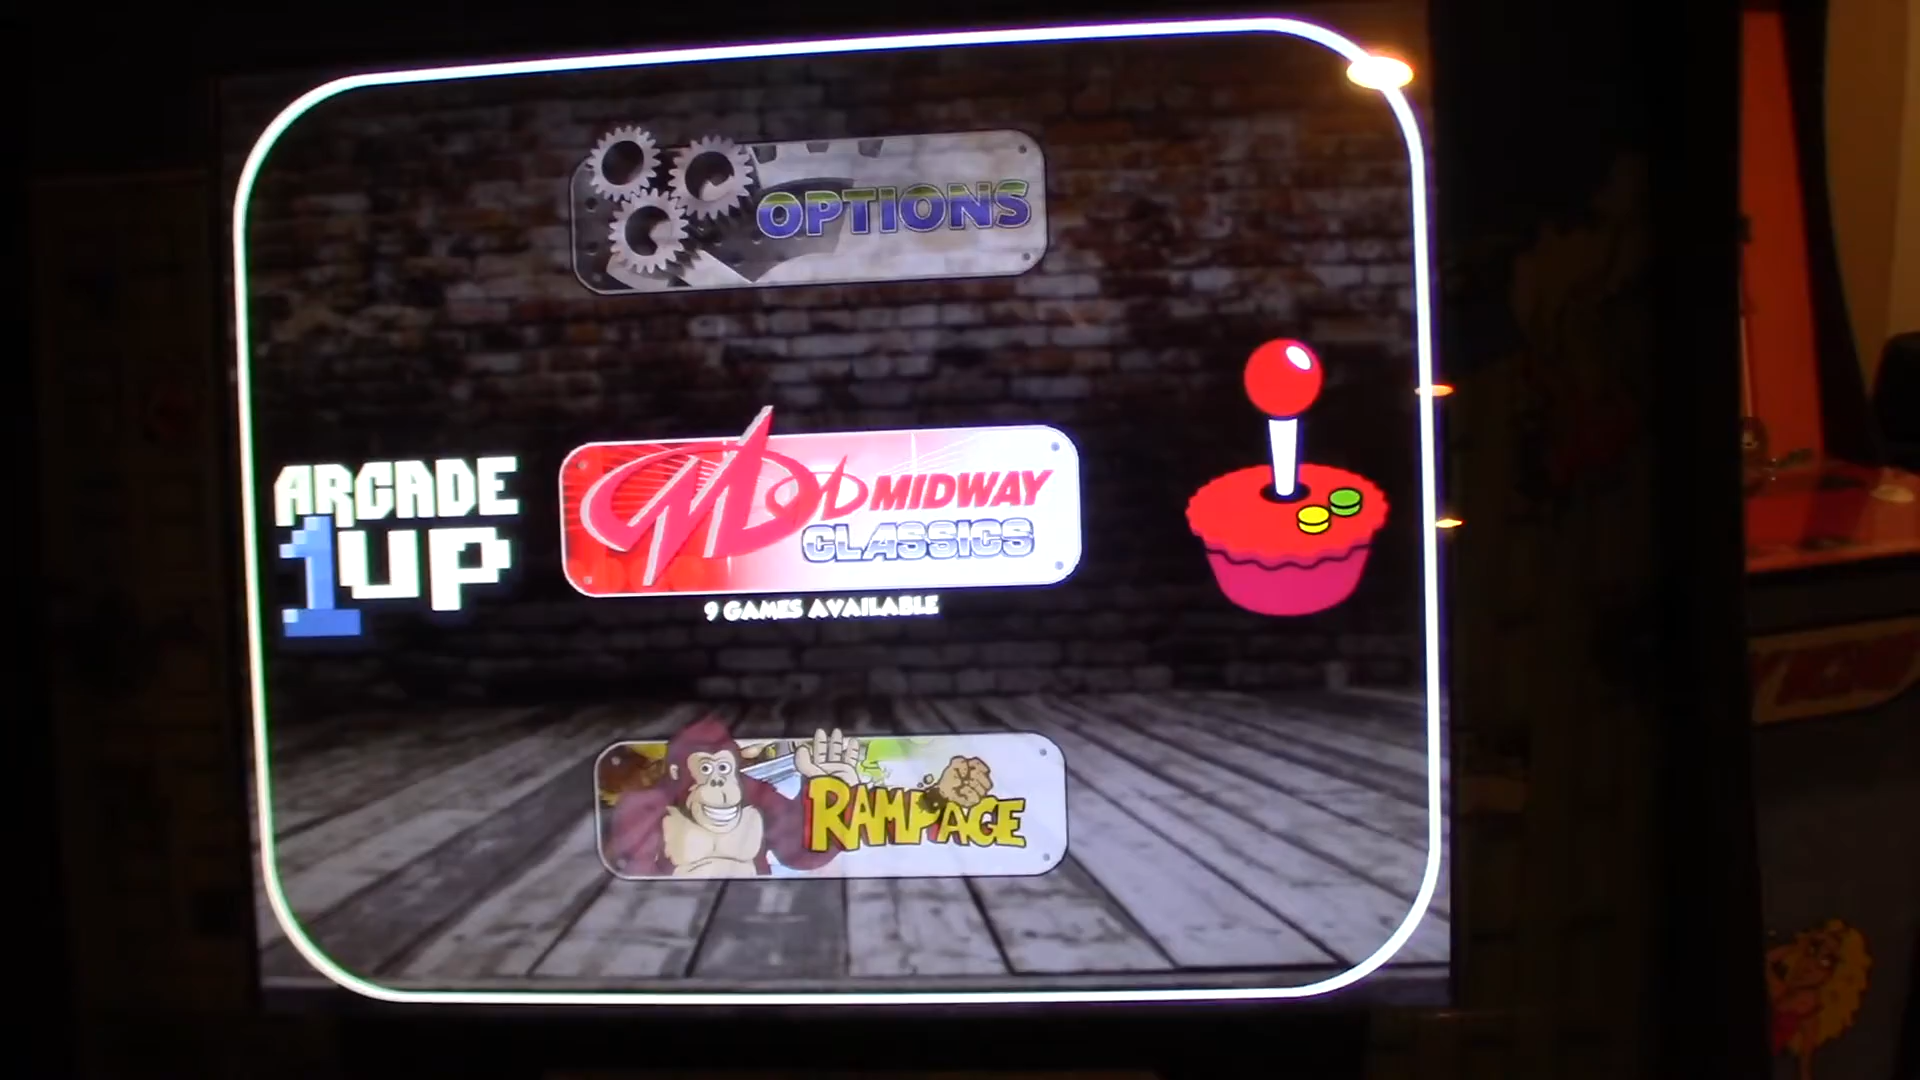 OPTIONS
ARCADE
1UP
MIDWAY
CLASSICS
9 GAMES AVAILABLE
RAMPAGE